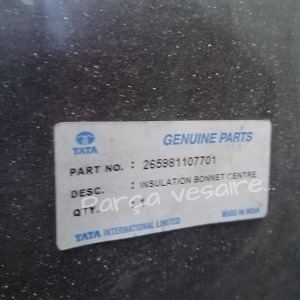 TATA
GENUINE PARTS
PART NO. : 265981107701
DESC. : INSULATION BONNET CENTRE
Parça vesaire...
QTY. :
TATA INTERNATIONAL LIMITED
MADE IN INDIA